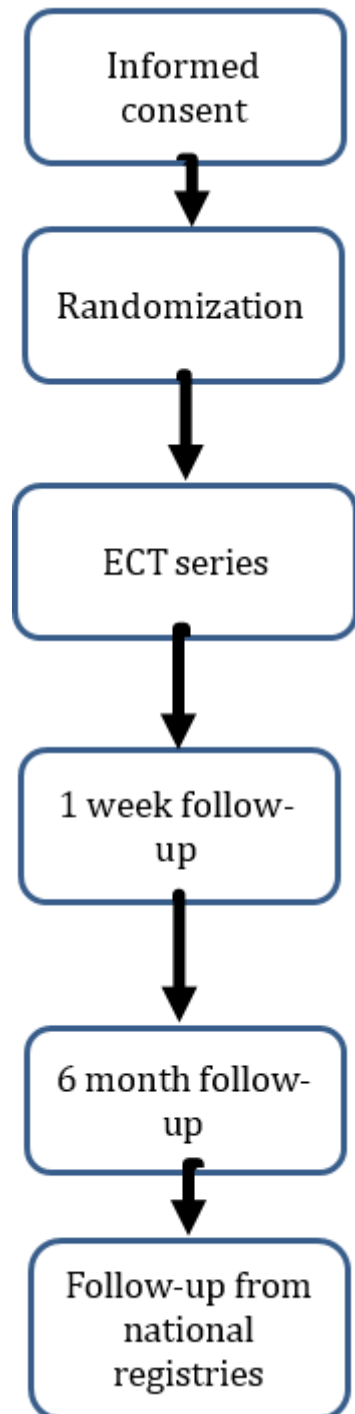 Informed
consent
Randomization
ECT series
1 week follow-
up
6 month follow-
up
Follow-up from
national
registries